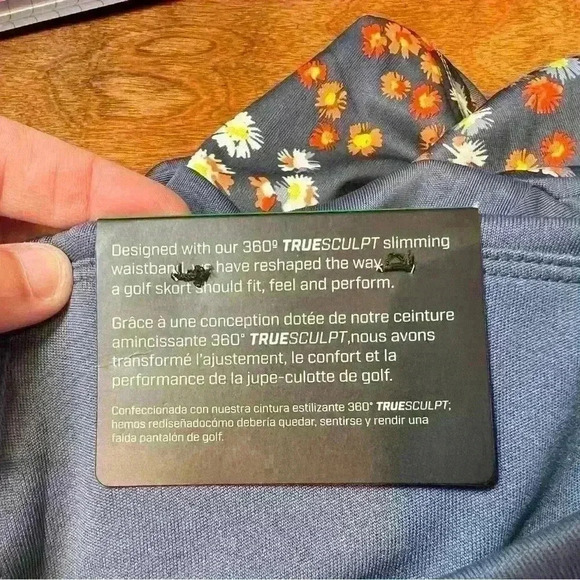 Designed with our 360º TRUESCULPT slimming
have reshaped the way
a golf skort should fit, feel and perform.
Grâce à une conception dotée de notre ceinture
amincissante 360° TRUESCULPT,nous avons
transformé l'ajustement, le confort et la
performance de la jupe-culotte de golf.
Confeccionada con nuestra cintura estilizante 360° TRUESCULPT;
hemos rediseñadocómo debería quedar, sentirse y rendir una
falda pantalón de golf.